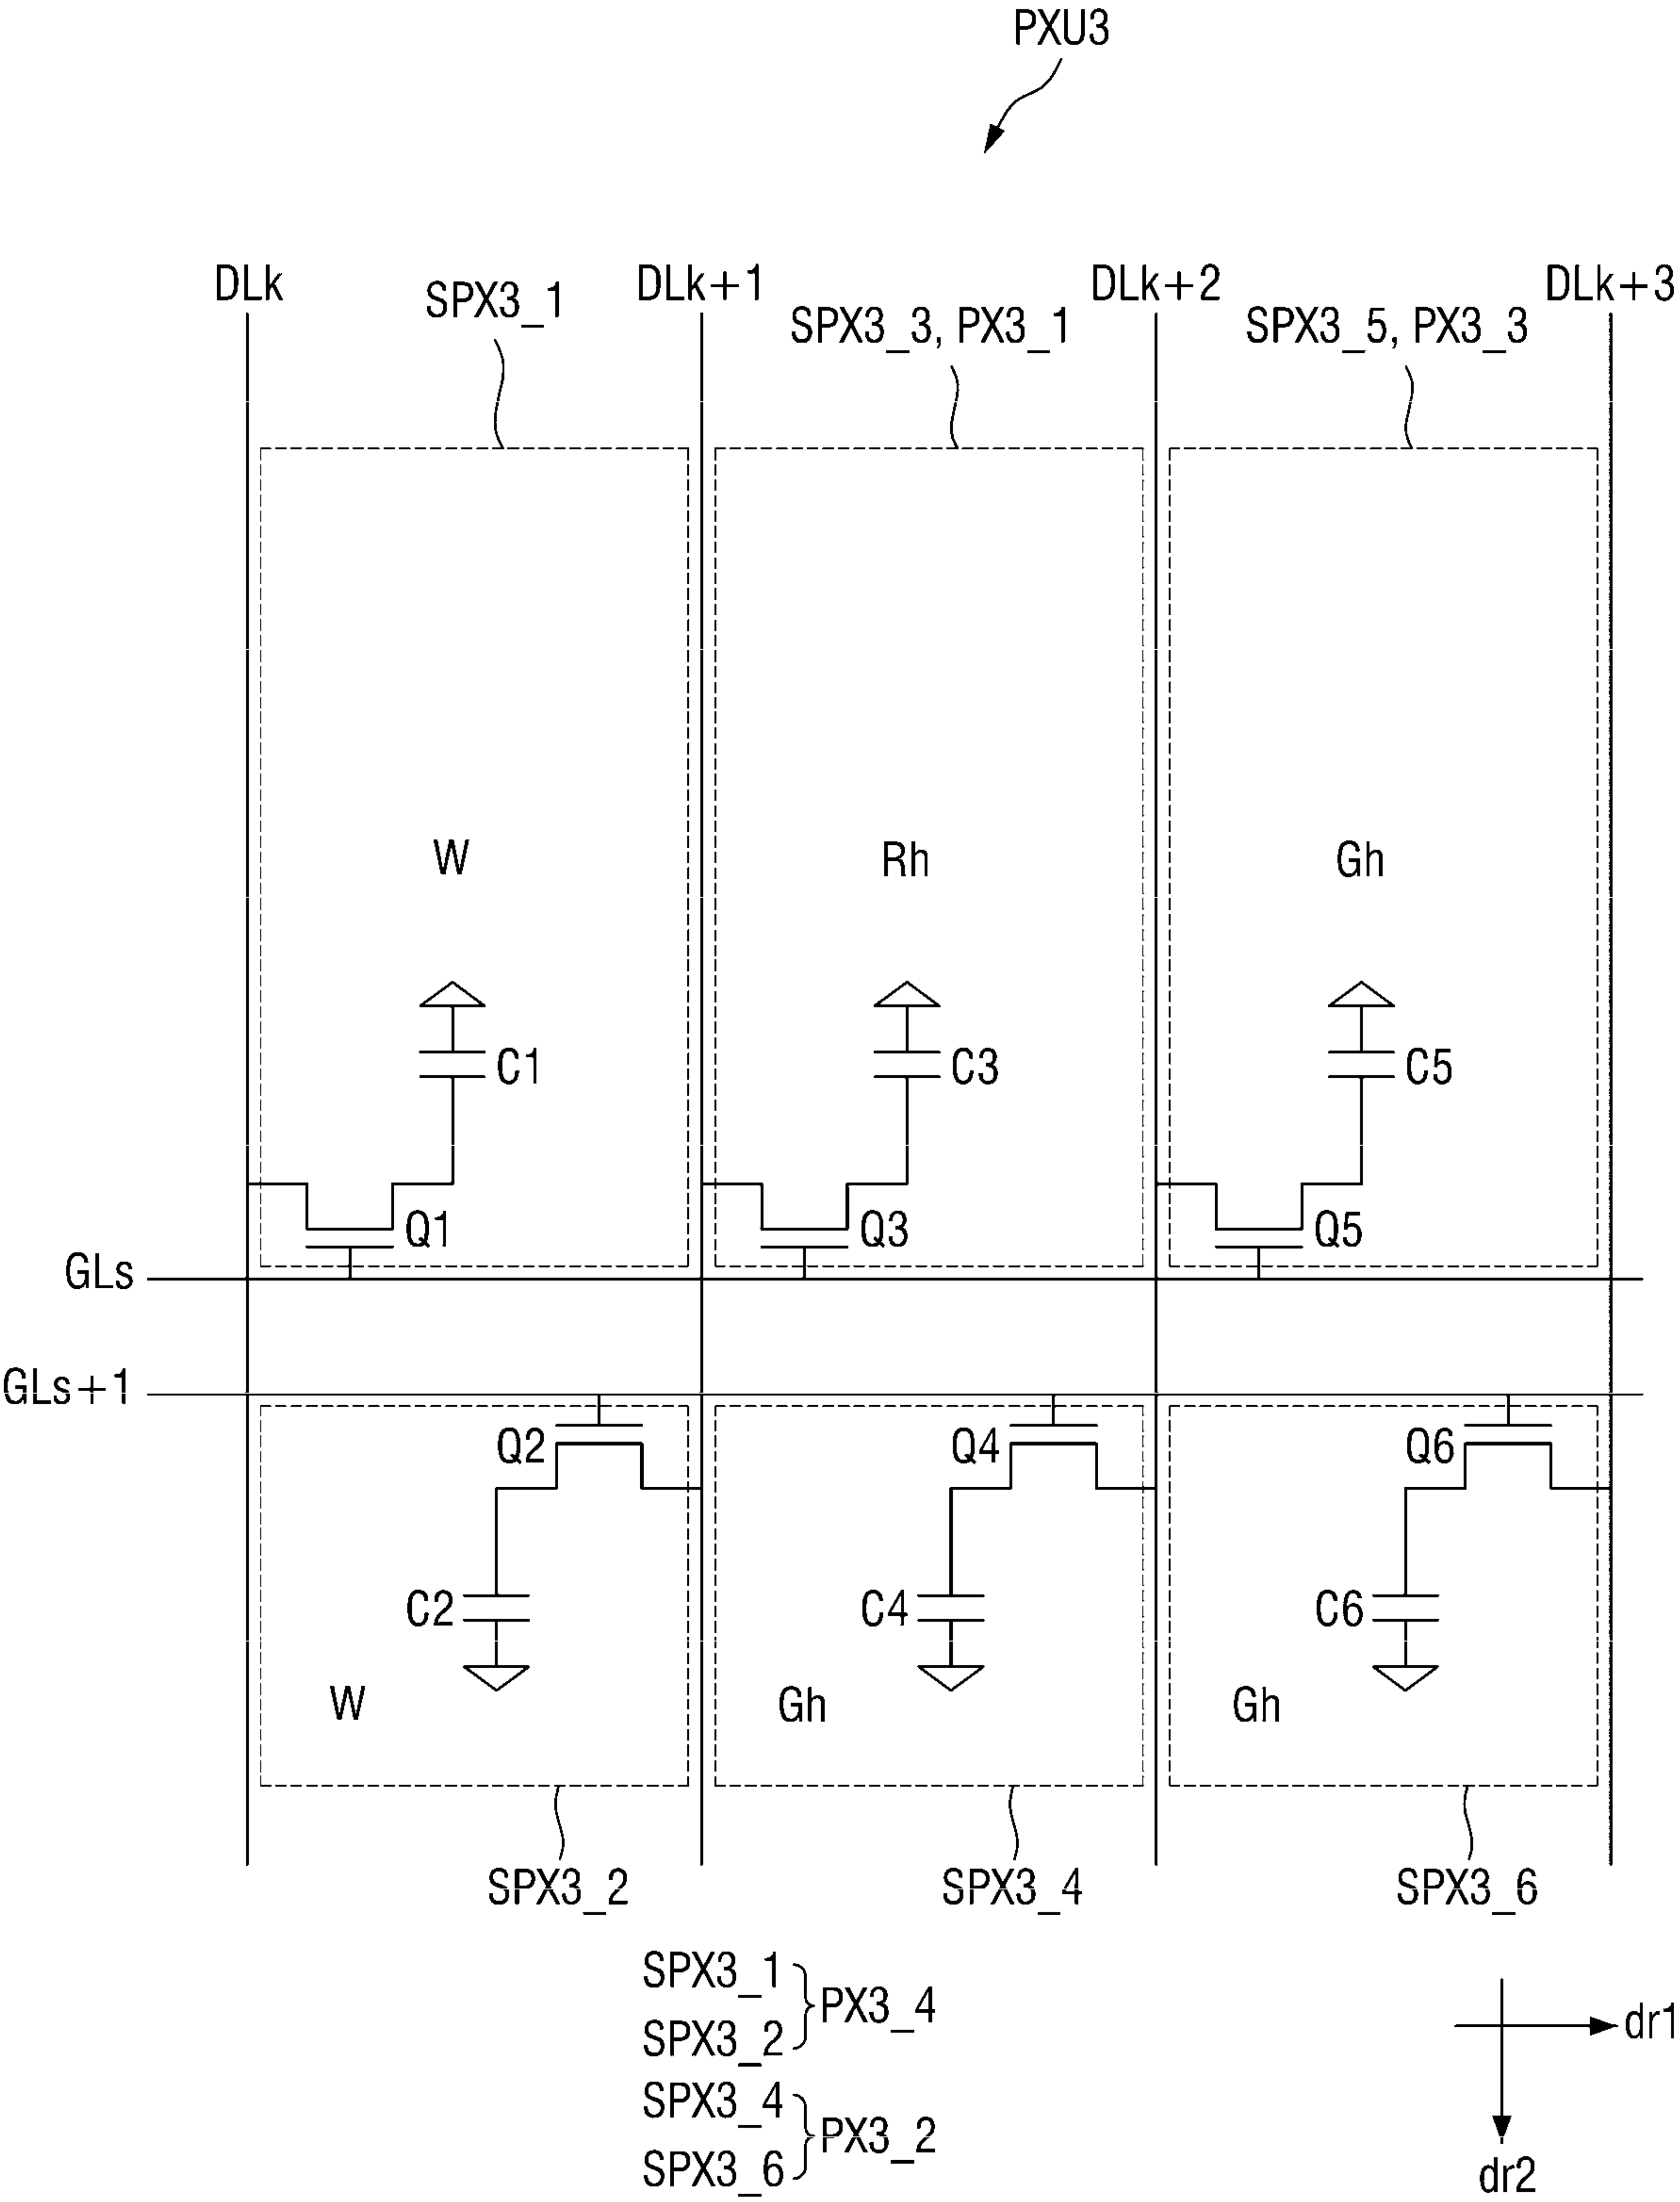 PXU3
DLk
DLk+1
DLk+2
DLk+3
SPX3_1
SPX3_3, PX3_1
SPX3_5, PX3_3
W
Rh
Gh
C1
C3
C5
Q1
Q3
Q5
GLs
GLs+1
Q2
Q4
Q6
C2
C4
C6
W
Gh
Gh
SPX3_2
SPX3_4
SPX3_6
SPX3_1
SPX3_2
PX3_4
SPX3_4
SPX3_6
PX3_2
dr1
dr2